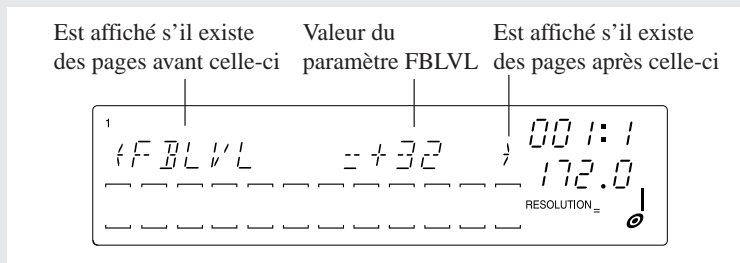 Est affiché s’il existe
des pages avant celle-ci
Valeur du
paramètre FBLVL
Est affiché s’il existe
des pages après celle-ci
1
‹FBLVL =+32 ›
001:1
172.0
RESOLUTION